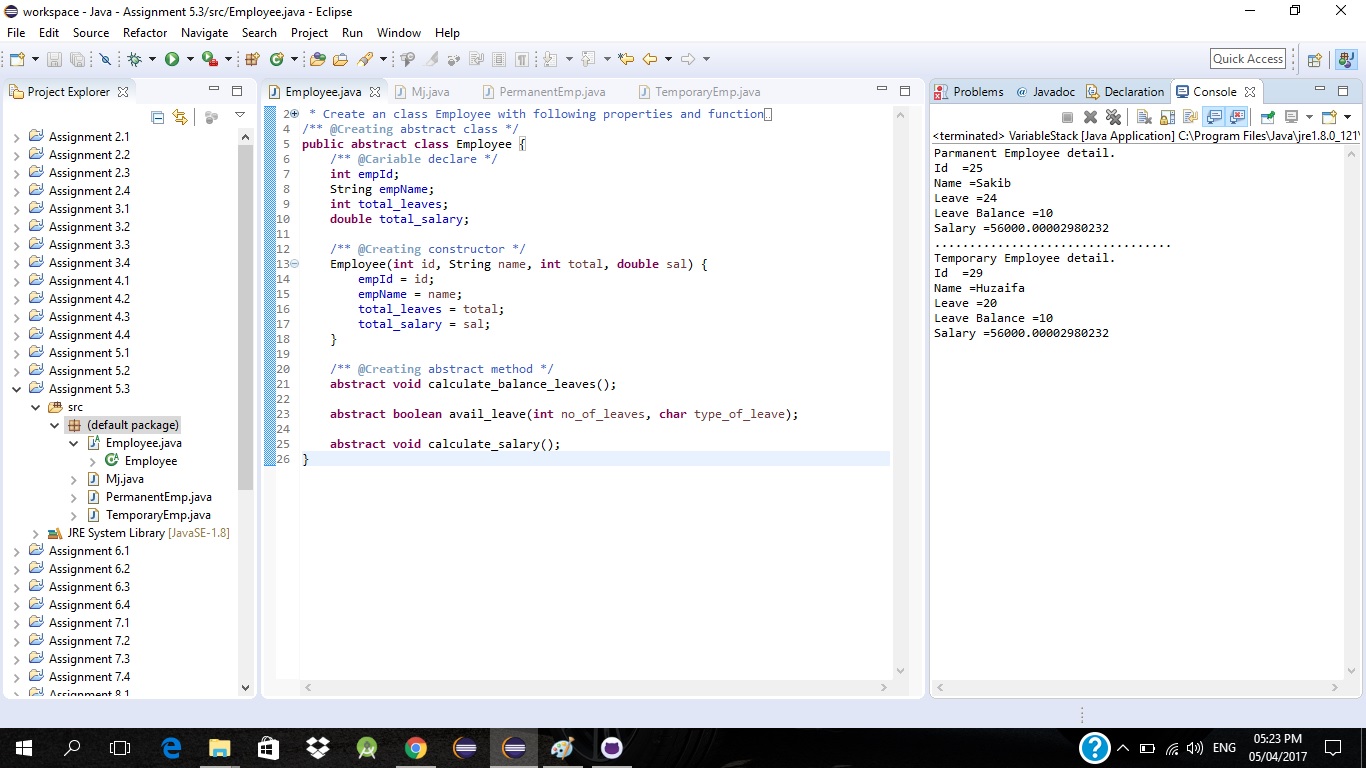 workspace - Java - Assignment 5.3/src/Employee.java - Eclipse
File Edit Source Refactor Navigate Search Project Run Window Help
Quick Access
Project Explorer
Assignment 2.1
Assignment 2.2
Assignment 2.3
Assignment 2.4
Assignment 3.1
Assignment 3.2
Assignment 3.3
Assignment 3.4
Assignment 4.1
Assignment 4.2
Assignment 4.3
Assignment 4.4
Assignment 5.1
Assignment 5.2
Assignment 5.3
src
(default package)
Employee.java
Employee
Mj.java
PermanentEmp.java
TemporaryEmp.java
JRE System Library [JavaSE-1.8]
Assignment 6.1
Assignment 6.2
Assignment 6.3
Assignment 6.4
Assignment 7.1
Assignment 7.2
Assignment 7.3
Assignment 7.4
Assignment 8.1
Employee.java Mj.java PermanentEmp.java TemporaryEmp.java
2 * Create an class Employee with following properties and function
4 /** @Creating abstract class */
5 public abstract class Employee {
6 /** @Cariable declare */
7 int empId;
8 String empName;
9 int total_leaves;
10 double total_salary;
11
12 /** @Creating constructor */
13 Employee(int id, String name, int total, double sal) {
14 empId = id;
15 empName = name;
16 total_leaves = total;
17 total_salary = sal;
18 }
19
20 /** @Creating abstract method */
21 abstract void calculate_balance_leaves();
22
23 abstract boolean avail_leave(int no_of_leaves, char type_of_leave);
24
25 abstract void calculate_salary();
26 }
Problems @ Javadoc Declaration Console
<terminated> VariableStack [Java Application] C:\Program Files\Java\jre1.8.0_121\
Parmanent Employee detail.
Id  =25
Name =Sakib
Leave =24
Leave Balance =10
Salary =56000.00002980232
..................................
Temporary Employee detail.
Id  =29
Name =Huzaifa
Leave =20
Leave Balance =10
Salary =56000.00002980232
ENG
05:23 PM
05/04/2017